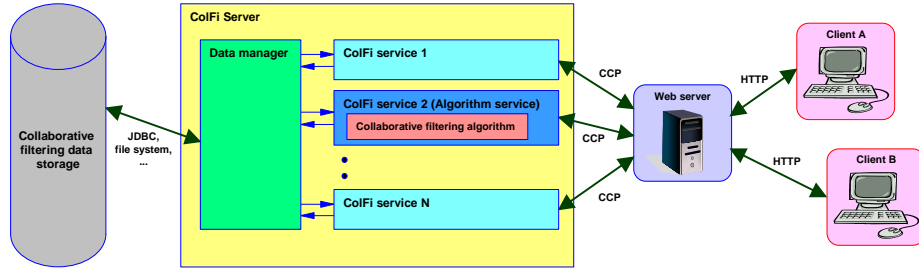 ColFi Server
Data manager
ColFi service 1
ColFi service 2 (Algorithm service)
Collaborative filtering algorithm
ColFi service N
Collaborative
filtering data
storage
JDBC,
file system,
...
CCP
CCP
CCP
Web server
HTTP
HTTP
Client A
Client B